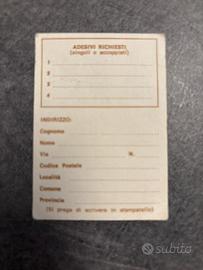 ADESIVI RICHIESTI
(singoli o accoppiati)
1
2
3
4
INDIRIZZO:
Cognome
Nome
Via N.
Codice Postale
Località
Comune
Provincia
(Si prega di scrivere in stampatello)
subito